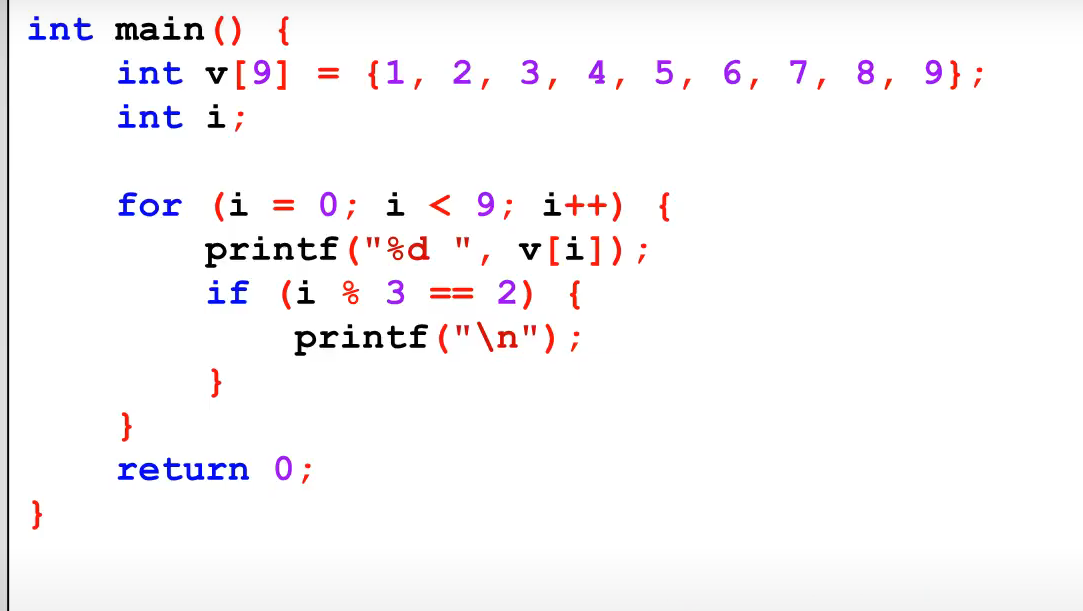 int main() {
    int v[9] = {1, 2, 3, 4, 5, 6, 7, 8, 9};
    int i;
    for (i = 0; i < 9; i++) {
        printf("%d ", v[i]);
        if (i % 3 == 2) {
            printf("\n");
        }
    }
    return 0;
}